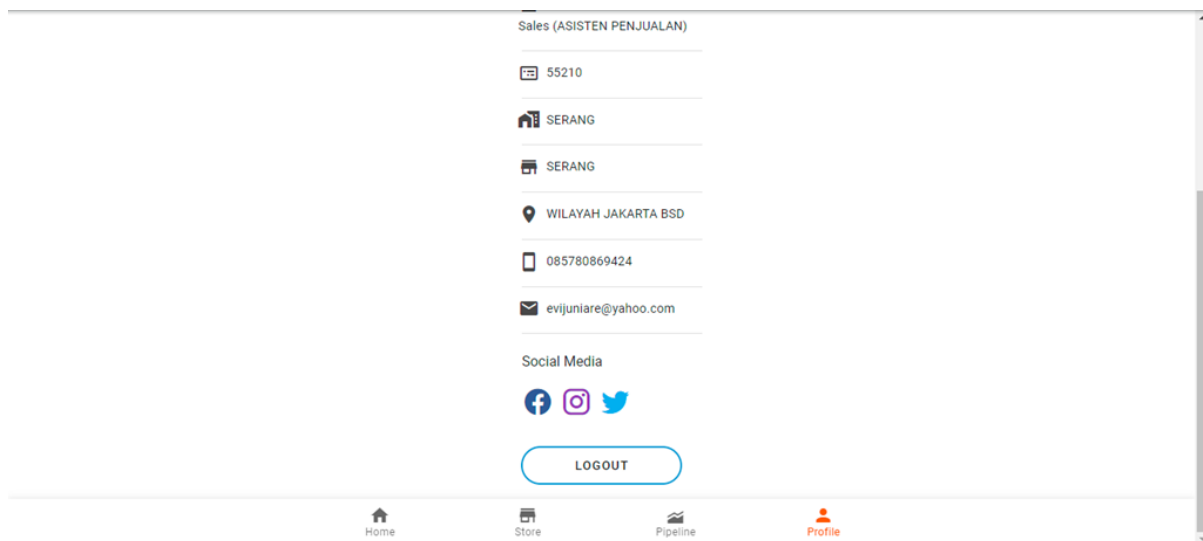 Sales (ASISTEN PENJUALAN)
55210
SERANG
SERANG
WILAYAH JAKARTA BSD
085780869424
evijuniare@yahoo.com
Social Media
LOGOUT
Home
Store
Pipeline
Profile